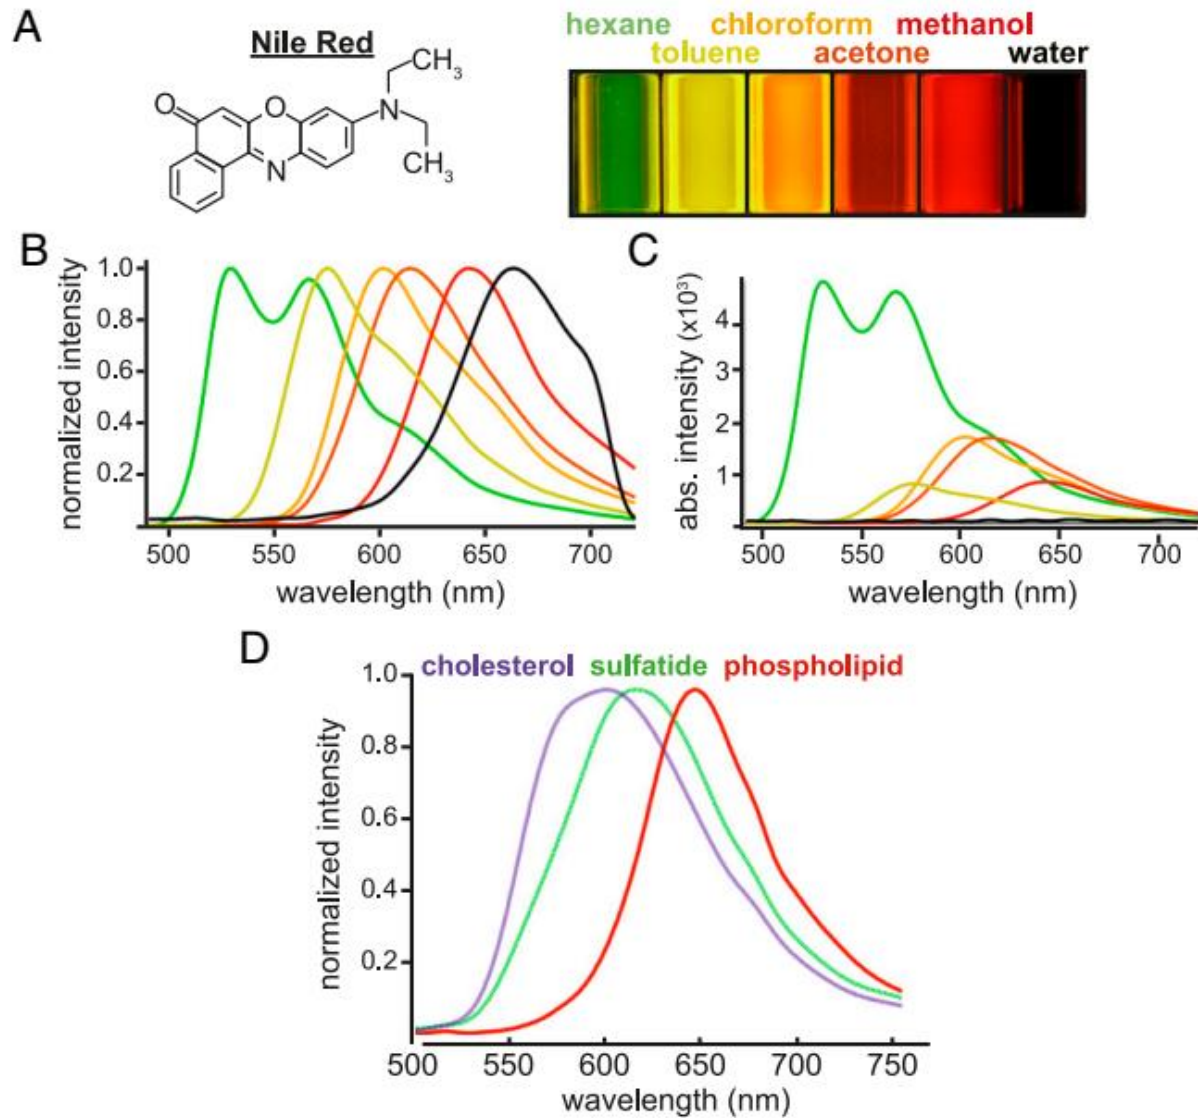 A
Nile Red
O
O
N
N
CH3
CH3
hexane chloroform methanol
toluene acetone water
B
normalized intensity
1.0
0.8
0.6
0.4
0.2
500 550 600 650 700
wavelength (nm)
C
abs. intensity (x10³)
4
3
2
1
500 550 600 650 700
wavelength (nm)
D
cholesterol sulfatide phospholipid
normalized intensity
1.0
0.8
0.6
0.4
0.2
500 550 600 650 700 750
wavelength (nm)